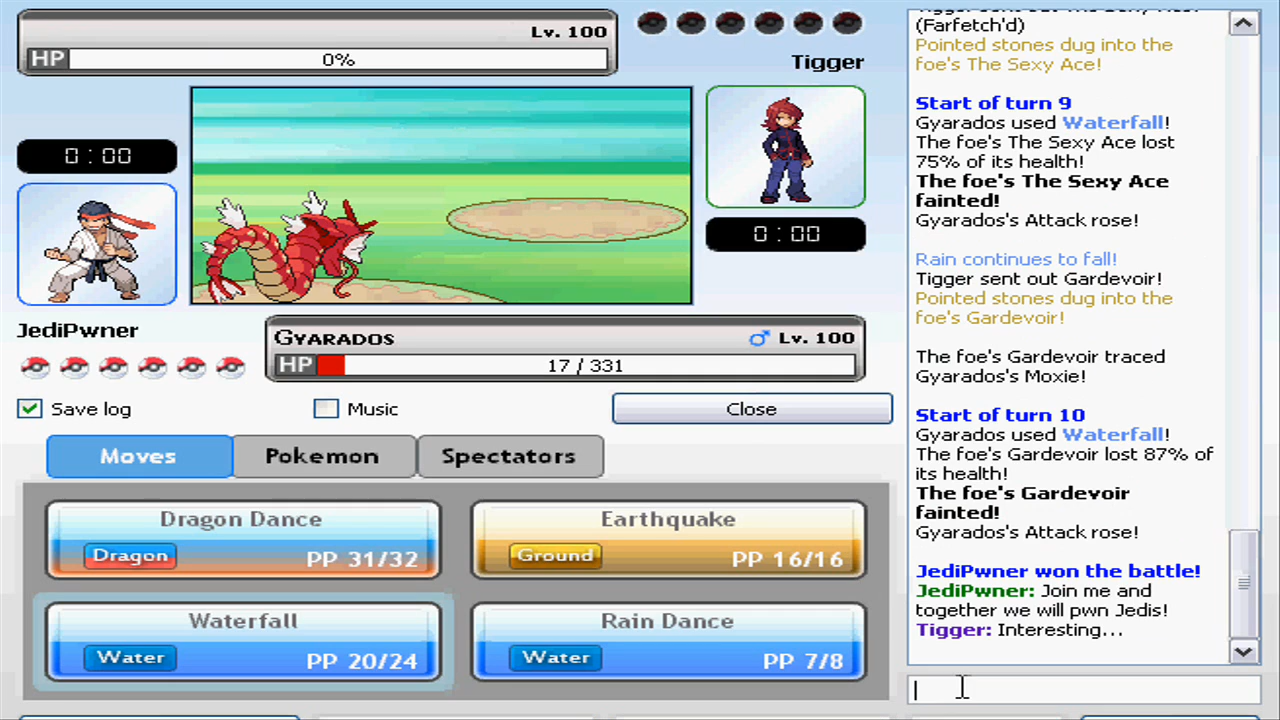 Lv. 100
HP 0%
Tigger
0 : 00
0 : 00
JediPwner
GYARADOS ♂ Lv. 100
HP 17 / 331
Save log
Music
Close
Moves
Pokemon
Spectators
Dragon Dance
Dragon PP 31/32
Earthquake
Ground PP 16/16
Waterfall
Water PP 20/24
Rain Dance
Water PP 7/8
(Farfetch'd)
Pointed stones dug into the
foe's The Sexy Ace!
Start of turn 9
Gyarados used Waterfall!
The foe's The Sexy Ace lost
75% of its health!
The foe's The Sexy Ace
fainted!
Gyarados's Attack rose!
Rain continues to fall!
Tigger sent out Gardevoir!
Pointed stones dug into the
foe's Gardevoir!
The foe's Gardevoir traced
Gyarados's Moxie!
Start of turn 10
Gyarados used Waterfall!
The foe's Gardevoir lost 87% of
its health!
The foe's Gardevoir
fainted!
Gyarados's Attack rose!
JediPwner won the battle!
JediPwner: Join me and
together we will pwn Jedis!
Tigger: Interesting...